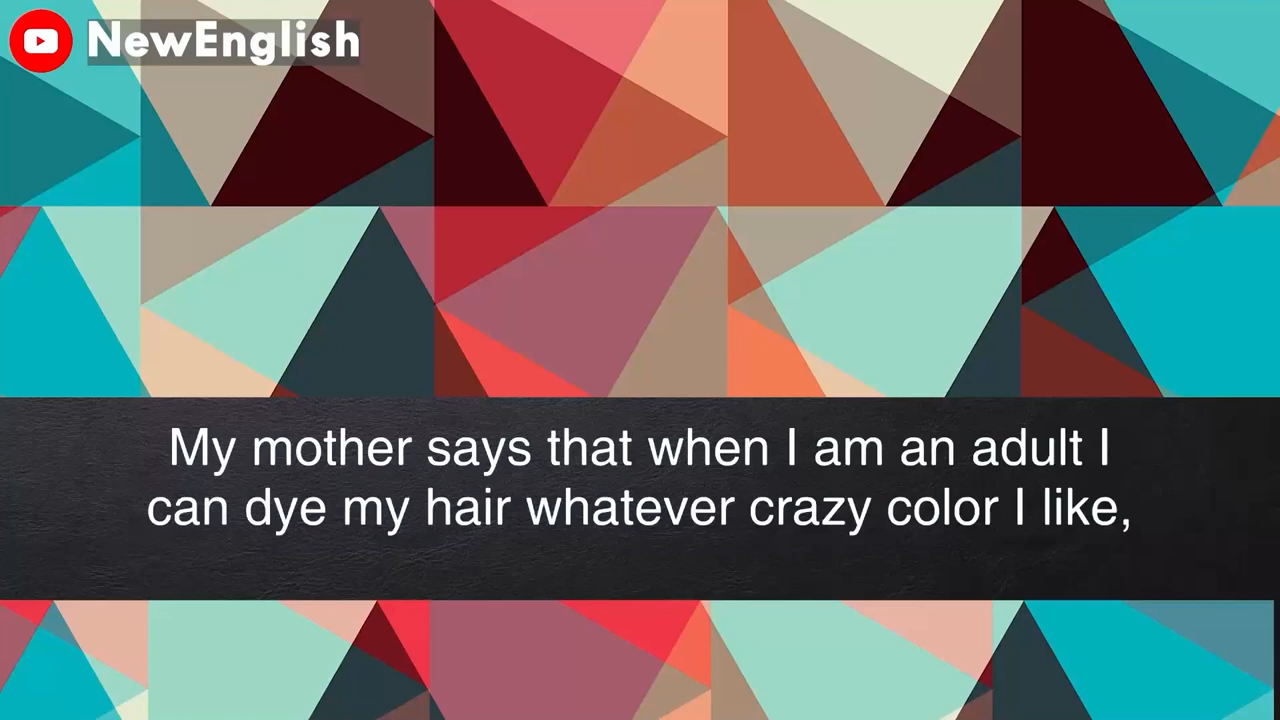 NewEnglish
My mother says that when I am an adult I
can dye my hair whatever crazy color I like,